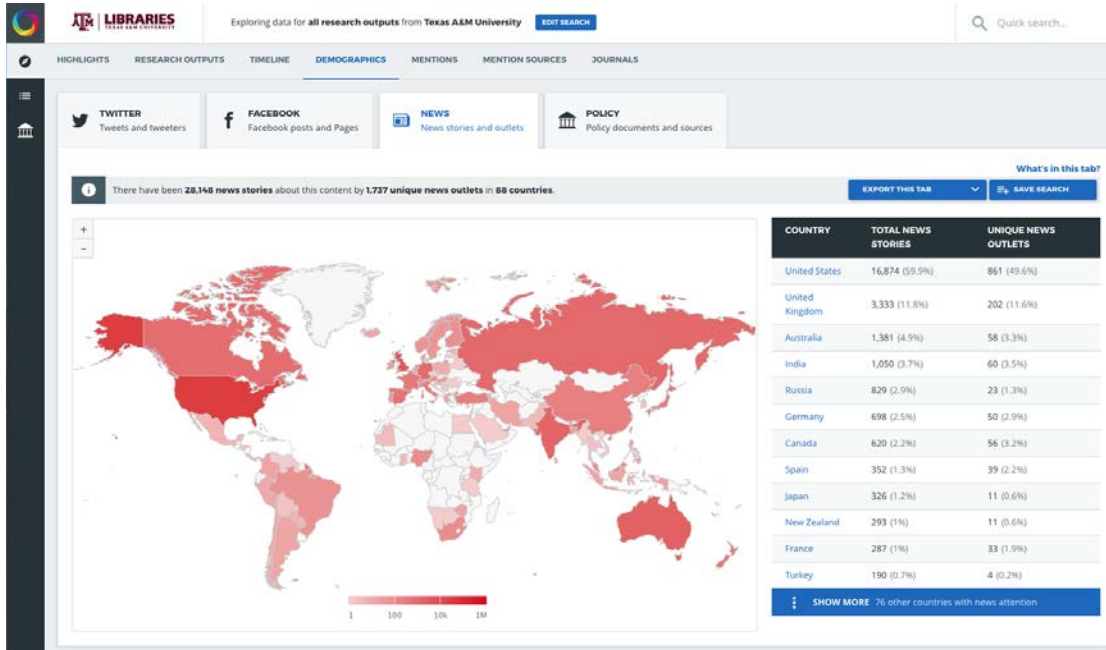 LIBRARIES
TEXAS A&M UNIVERSITY
Exploring data for all research outputs from Texas A&M University
EDIT SEARCH
Quick search...
HIGHLIGHTS RESEARCH OUTPUTS TIMELINE DEMOGRAPHICS MENTIONS MENTION SOURCES JOURNALS
TWITTER
Tweets and tweeters
FACEBOOK
Facebook posts and Pages
NEWS
News stories and outlets
POLICY
Policy documents and sources
What's in this tab?
There have been 28,148 news stories about this content by 1,737 unique news outlets in 88 countries.
EXPORT THIS TAB
SAVE SEARCH
+
−
1 100 10k 1M
COUNTRY TOTAL NEWS STORIES UNIQUE NEWS OUTLETS
United States 16,874 (59.9%) 861 (49.6%)
United Kingdom 3,333 (11.8%) 202 (11.6%)
Australia 1,381 (4.9%) 58 (3.3%)
India 1,050 (3.7%) 60 (3.5%)
Russia 829 (2.9%) 23 (1.3%)
Germany 698 (2.5%) 50 (2.9%)
Canada 620 (2.2%) 56 (3.2%)
Spain 352 (1.3%) 39 (2.2%)
Japan 326 (1.2%) 11 (0.6%)
New Zealand 293 (1%) 11 (0.6%)
France 287 (1%) 33 (1.9%)
Turkey 190 (0.7%) 4 (0.2%)
SHOW MORE 76 other countries with news attention